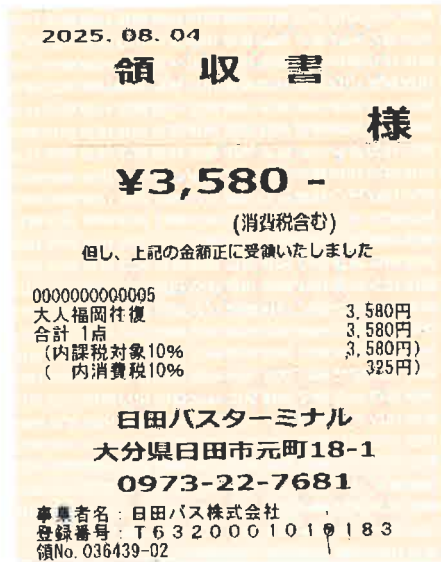 2025.08.04
領 収 書
様
¥3,580 -
(消費税含む)
但し、上記の金額正に受領いたしました
0000000000005
大人福岡往復 3,580円
合計 1点 3,580円
(内課税対象10% 3,580円)
( 内消費税10% 325円)
日田バスターミナル
大分県日田市元町18-1
0973-22-7681
事業者名:日田バス株式会社
登録番号:T6320001010183
領No.036439-02